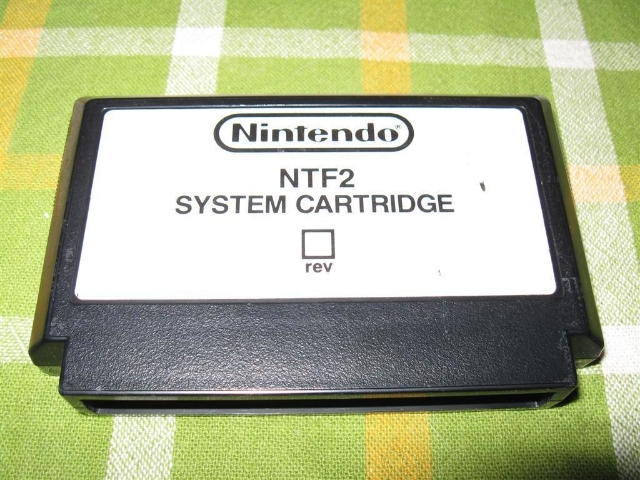 Nintendo®
NTF2
SYSTEM CARTRIDGE
rev